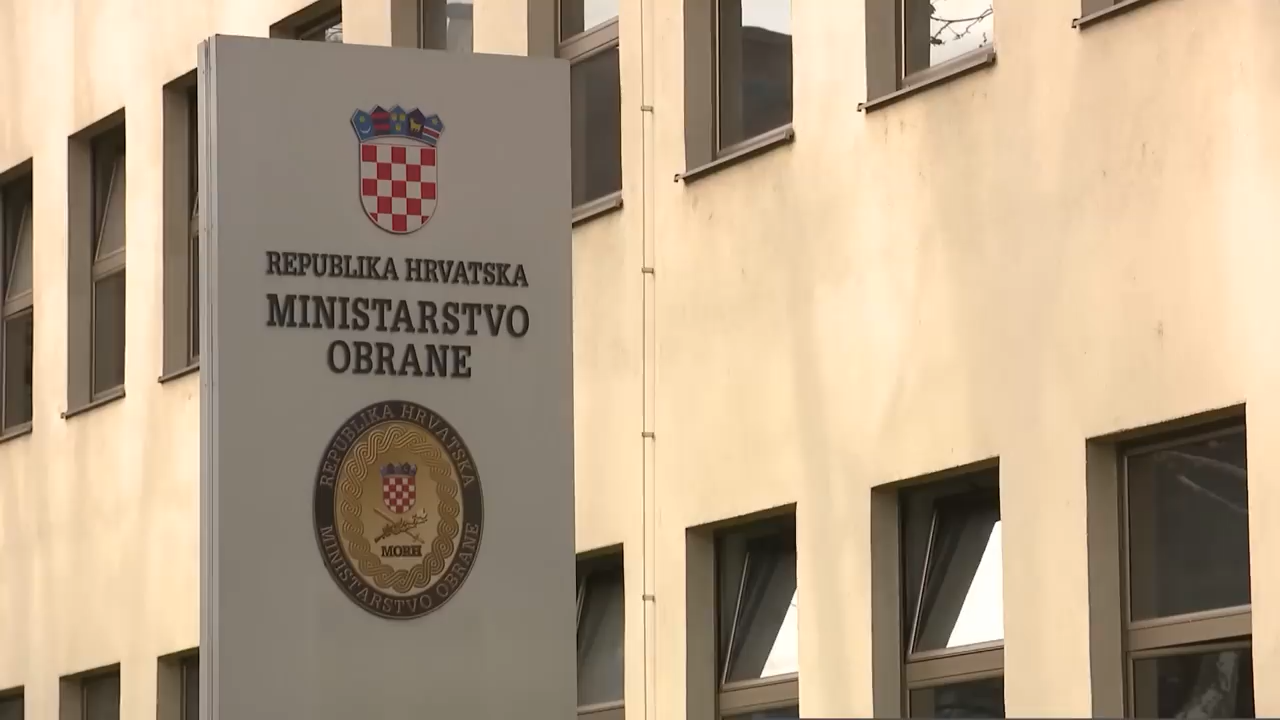 REPUBLIKA HRVATSKA
MINISTARSTVO
OBRANE
REPUBLIKA HRVATSKA
MORH
MINISTARSTVO OBRANE